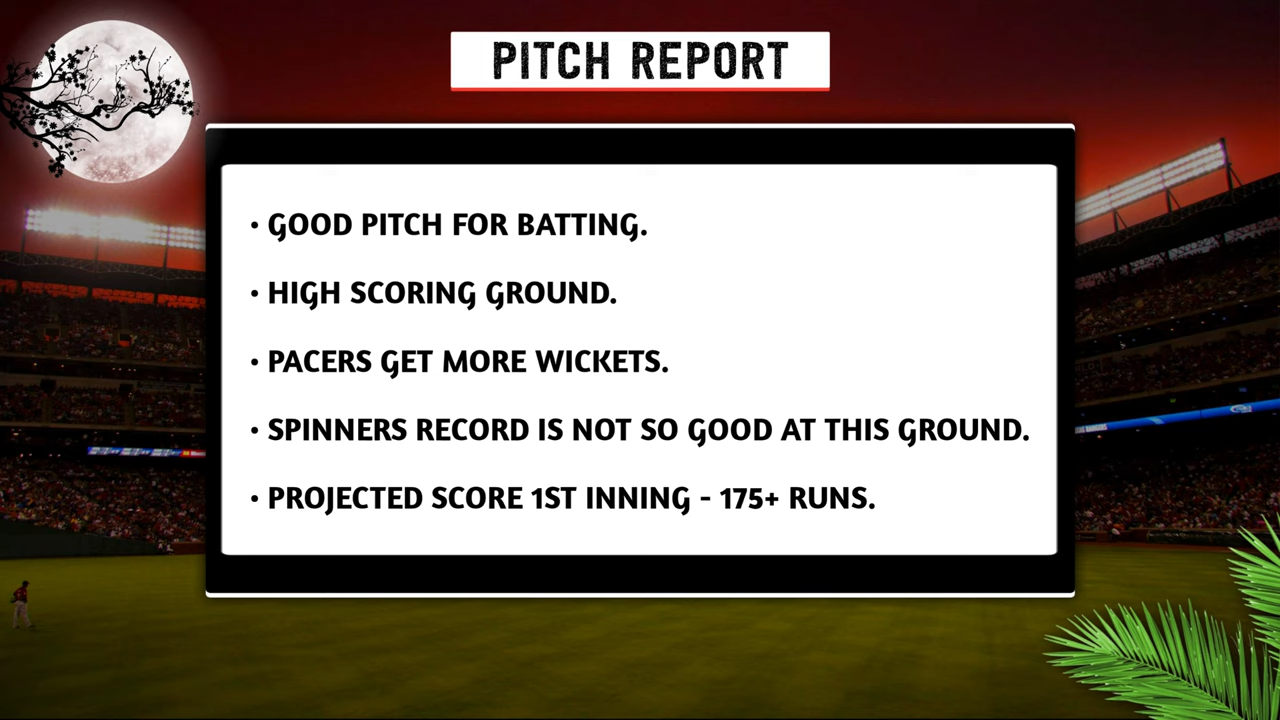 PITCH REPORT
• GOOD PITCH FOR BATTING.
• HIGH SCORING GROUND.
• PACERS GET MORE WICKETS.
• SPINNERS RECORD IS NOT SO GOOD AT THIS GROUND.
• PROJECTED SCORE 1ST INNING - 175+ RUNS.